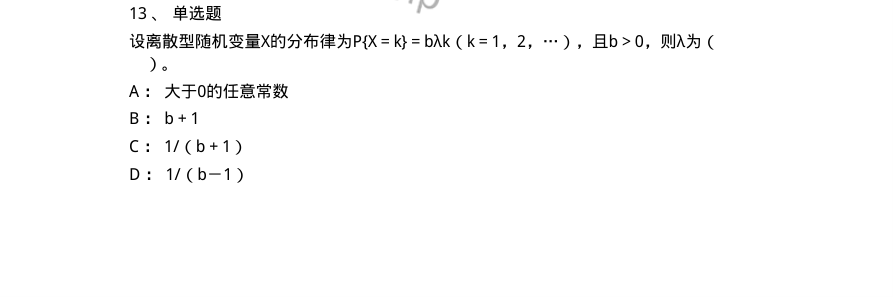 13、 单选题
设离散型随机变量X的分布律为P{X = k} = bλk（k = 1，2，…），且b > 0，则λ为（
）。
A： 大于0的任意常数
B： b + 1
C： 1/（b + 1）
D： 1/（b－1）